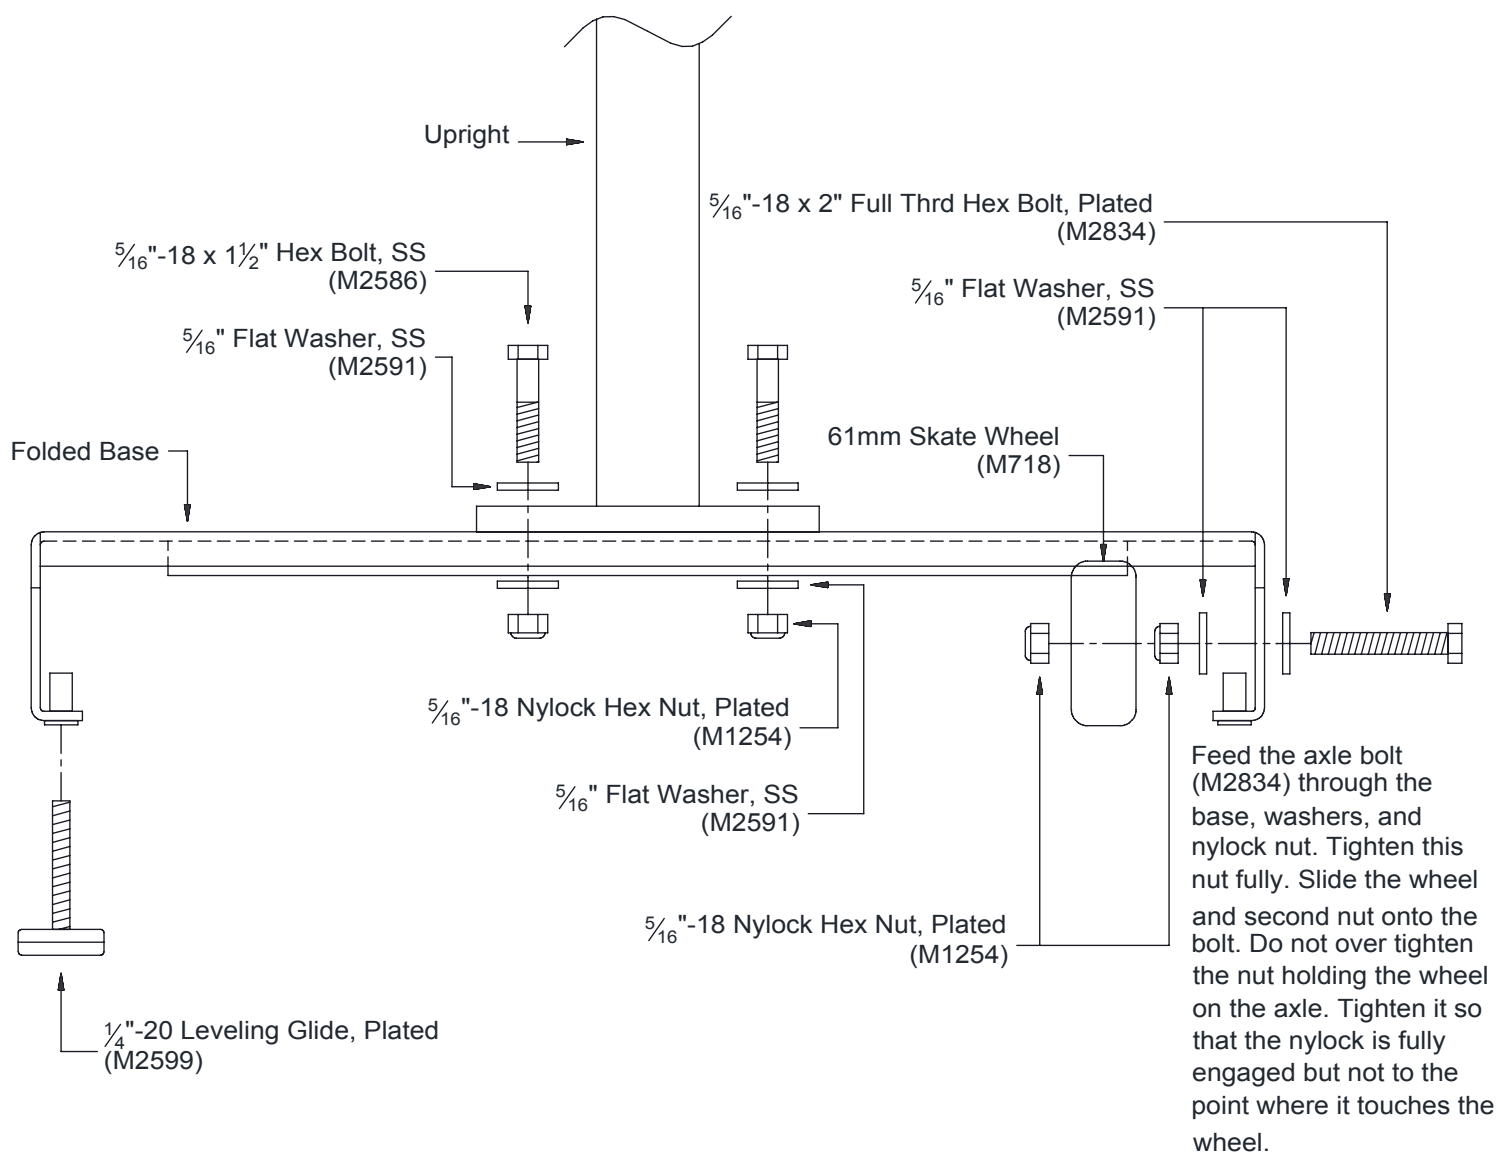 Upright
5/16"-18 x 2" Full Thrd Hex Bolt, Plated
(M2834)
5/16"-18 x 1 1/2" Hex Bolt, SS
(M2586)
5/16" Flat Washer, SS
(M2591)
5/16" Flat Washer, SS
(M2591)
61mm Skate Wheel
(M718)
Folded Base
5/16"-18 Nylock Hex Nut, Plated
(M1254)
5/16" Flat Washer, SS
(M2591)
5/16"-18 Nylock Hex Nut, Plated
(M1254)
1/4"-20 Leveling Glide, Plated
(M2599)
Feed the axle bolt
(M2834) through the
base, washers, and
nylock nut. Tighten this
nut fully. Slide the wheel
and second nut onto the
bolt. Do not over tighten
the nut holding the wheel
on the axle. Tighten it so
that the nylock is fully
engaged but not to the
point where it touches the
wheel.